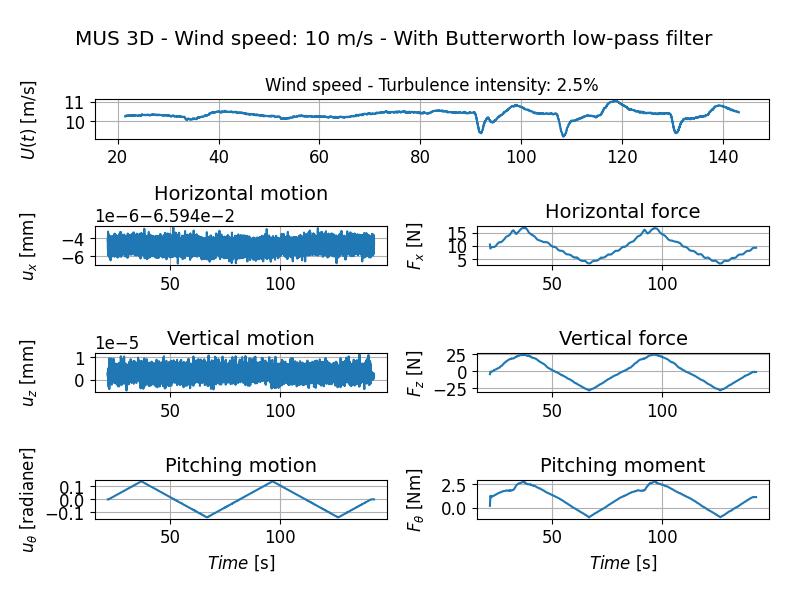 MUS 3D - Wind speed: 10 m/s - With Butterworth low-pass filter
Wind speed - Turbulence intensity: 2.5%
U(t) [m/s]
11
10
20 40 60 80 100 120 140
Horizontal motion
1e−6−6.594e−2
u_x [mm]
−4
−6
50 100
Horizontal force
F_x [N]
15
10
5
50 100
Vertical motion
1e−5
u_z [mm]
1
0
50 100
Vertical force
F_z [N]
25
0
−25
50 100
Pitching motion
u_θ [radianer]
0.1
0.0
−0.1
50 100
Time [s]
Pitching moment
F_θ [Nm]
2.5
0.0
50 100
Time [s]